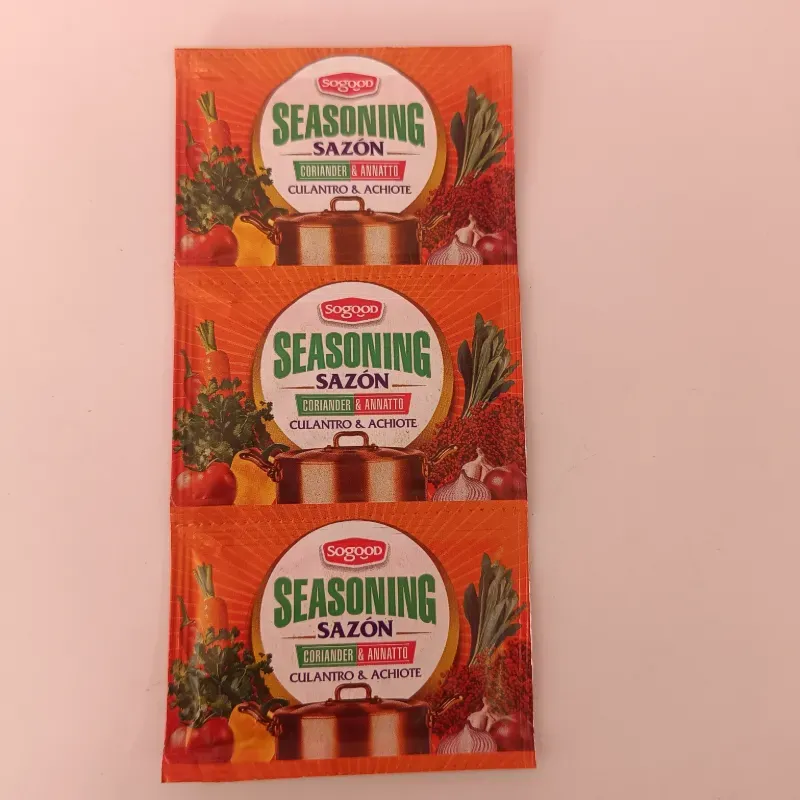 SOGOOD
SEASONING
SAZÓN
CORIANDER & ANNATTO
CULANTRO & ACHIOTE
SOGOOD
SEASONING
SAZÓN
CORIANDER & ANNATTO
CULANTRO & ACHIOTE
SOGOOD
SEASONING
SAZÓN
CORIANDER & ANNATTO
CULANTRO & ACHIOTE